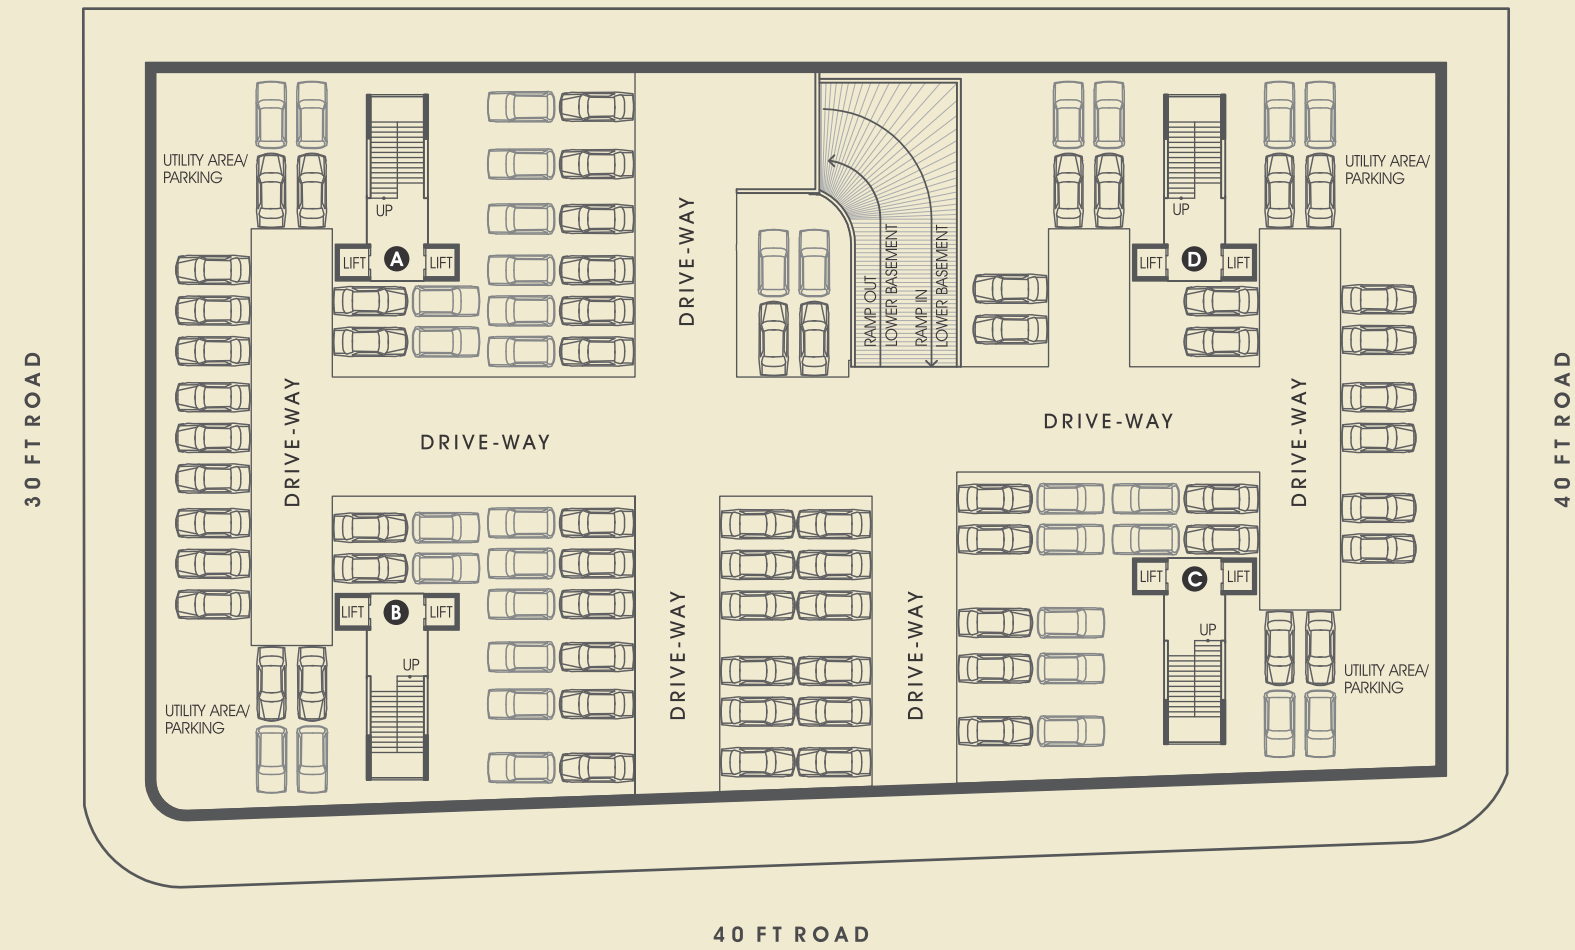 UTILITY AREA/
PARKING
UP
LIFT
A
LIFT
DRIVE-WAY
RAMP OUT
LOWER BASEMENT
RAMP IN
LOWER BASEMENT
UP
LIFT
D
LIFT
UTILITY AREA/
PARKING
30 FT ROAD
DRIVE-WAY
DRIVE-WAY
DRIVE-WAY
DRIVE-WAY
40 FT ROAD
LIFT
B
LIFT
UP
UTILITY AREA/
PARKING
DRIVE-WAY
DRIVE-WAY
LIFT
C
LIFT
UP
UTILITY AREA/
PARKING
40 FT ROAD